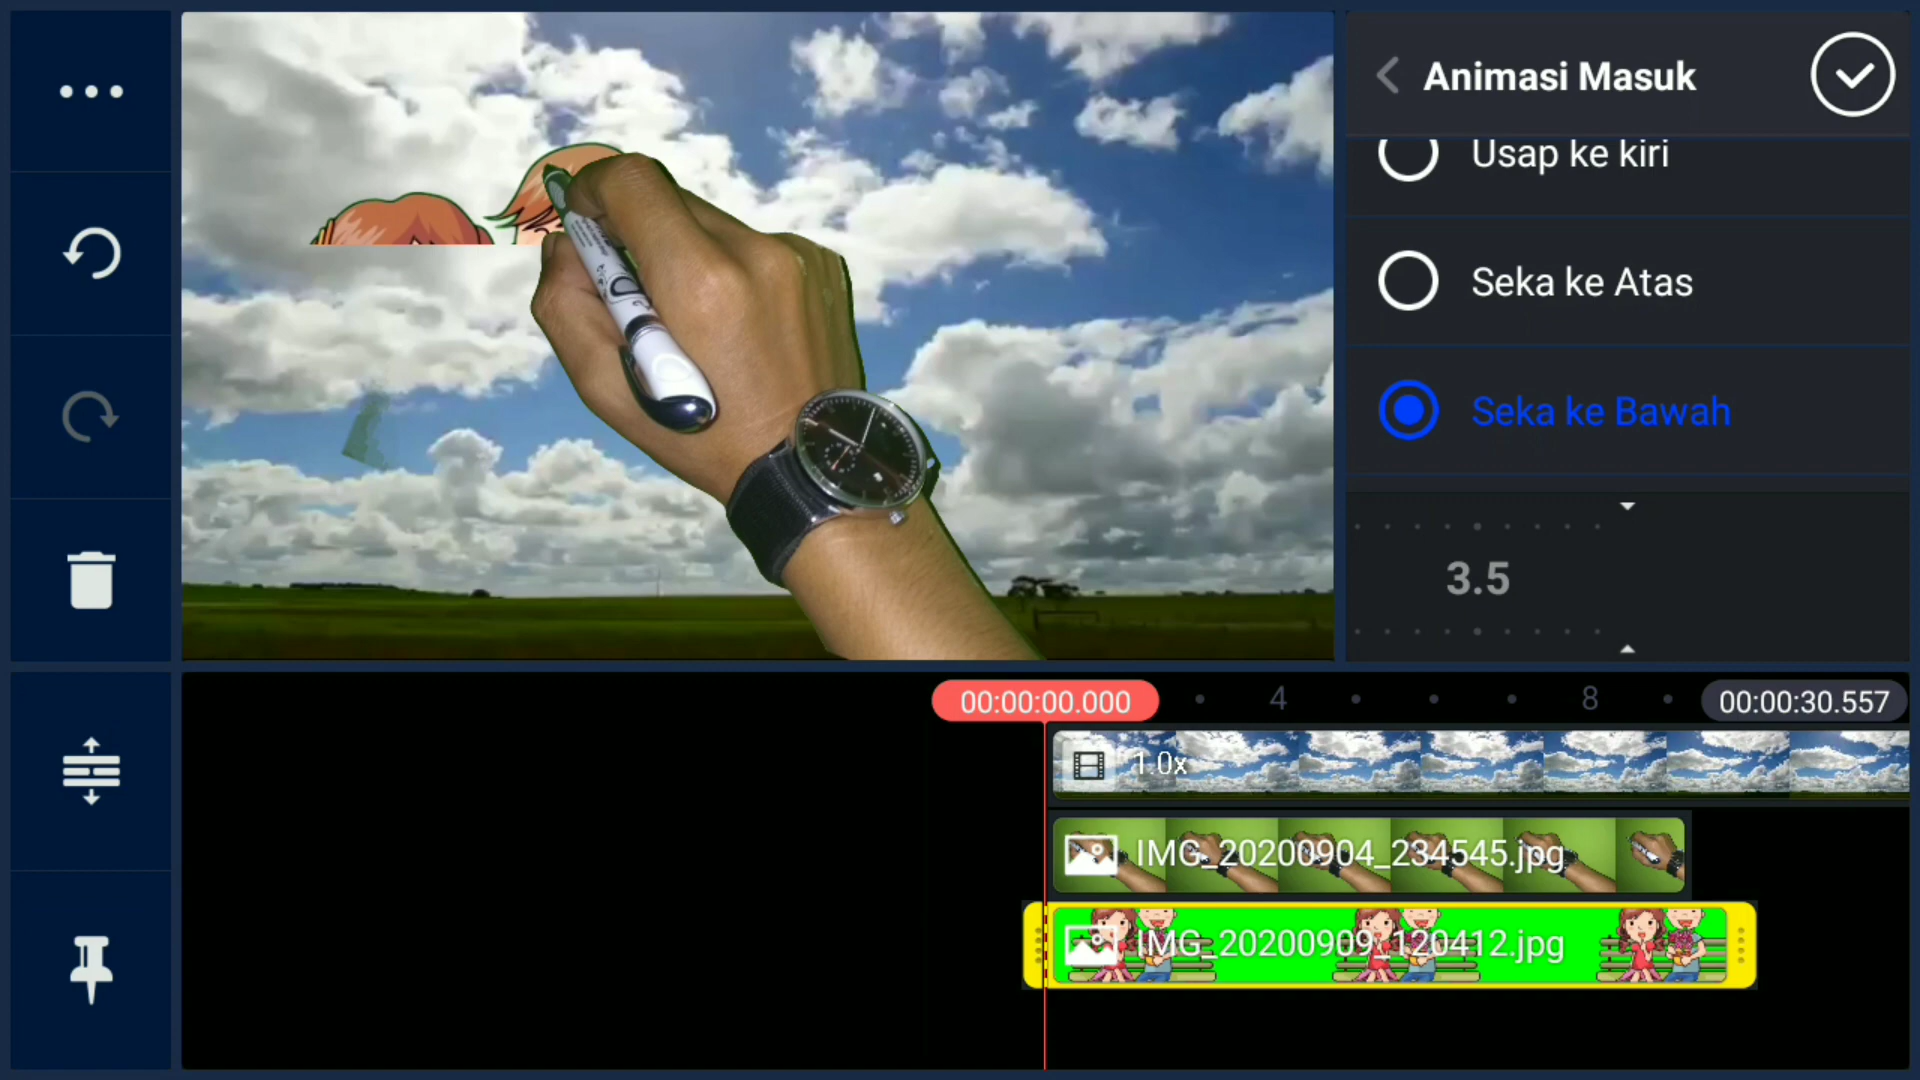 Animasi Masuk
Usap ke kiri
Seka ke Atas
Seka ke Bawah
3.5
00:00:00.000
4
8
00:00:30.557
1.0x
IMG_20200904_234545.jpg
IMG_20200909_120412.jpg